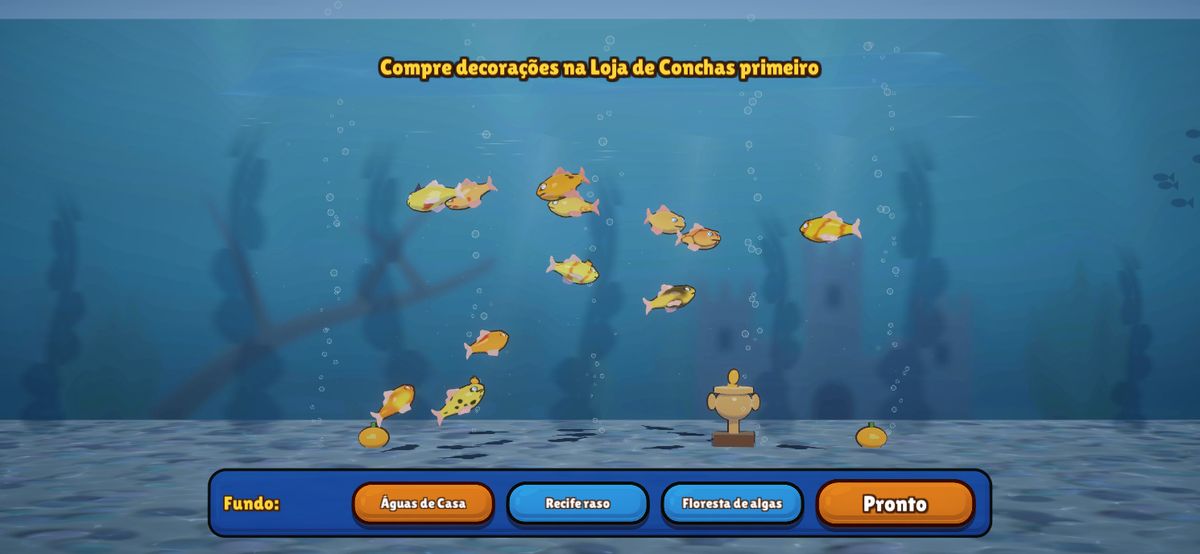 Compre decorações na Loja de Conchas primeiro
Fundo:
Águas de Casa
Recife raso
Floresta de algas
Pronto